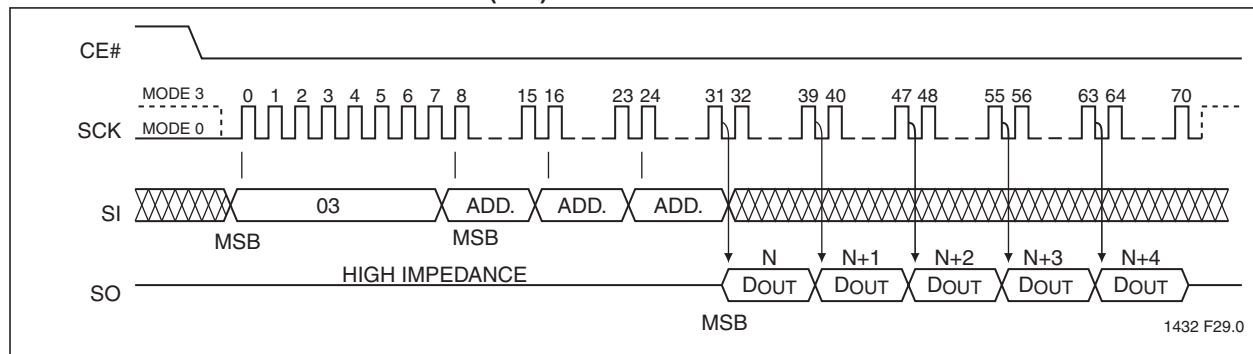 CE#
MODE 3
0 1 2 3 4 5 6 7 8 15 16 23 24 31 32 39 40 47 48 55 56 63 64 70
SCK
MODE 0
SI
03 ADD. ADD. ADD.
MSB MSB
N N+1 N+2 N+3 N+4
HIGH IMPEDANCE
SO
DOUT DOUT DOUT DOUT DOUT
MSB
1432 F29.0